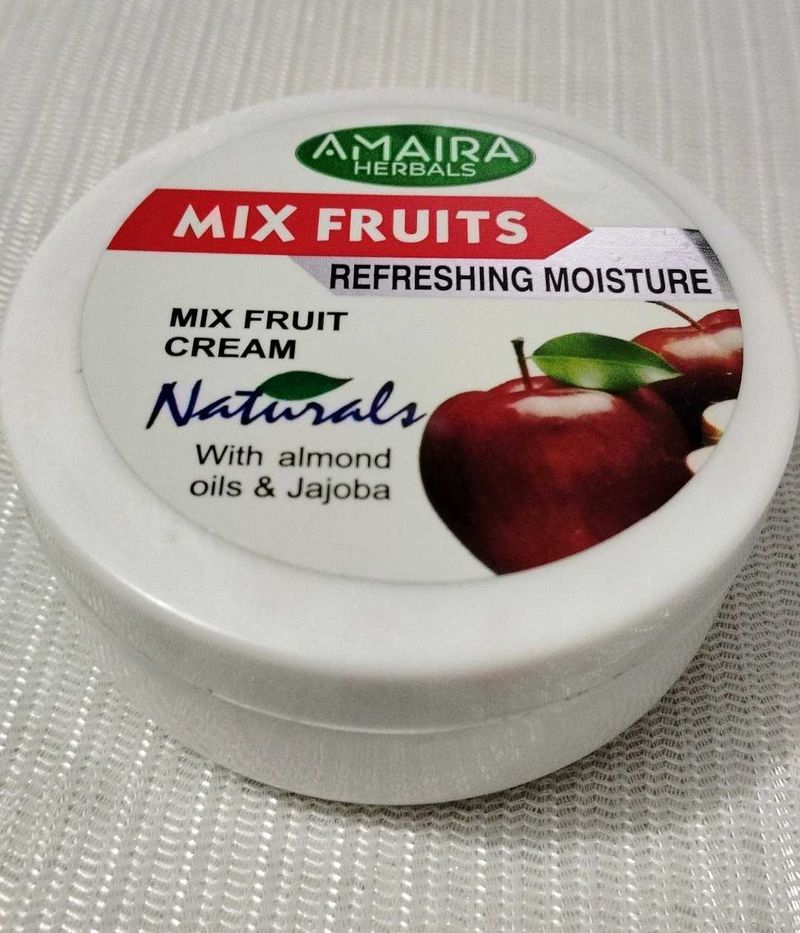 AMAIRA
HERBALS
MIX FRUITS
REFRESHING MOISTURE
MIX FRUIT
CREAM
Naturals
With almond
oils & Jajoba